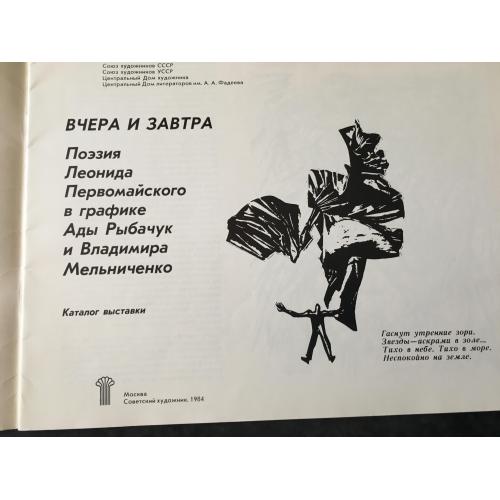 Союз художников СССР
Союз художников УССР
Центральный Дом художника
Центральный Дом литераторов им. А. А. Фадеева
ВЧЕРА И ЗАВТРА
Поэзия
Леонида
Первомайского
в графике
Ады Рыбачук
и Владимира
Мельниченко
Каталог выставки
Гаснут утренние зори.
Звезды—искрами в золе...
Тихо в небе. Тихо в море.
Неспокойно на земле.
Москва
Советский художник, 1984